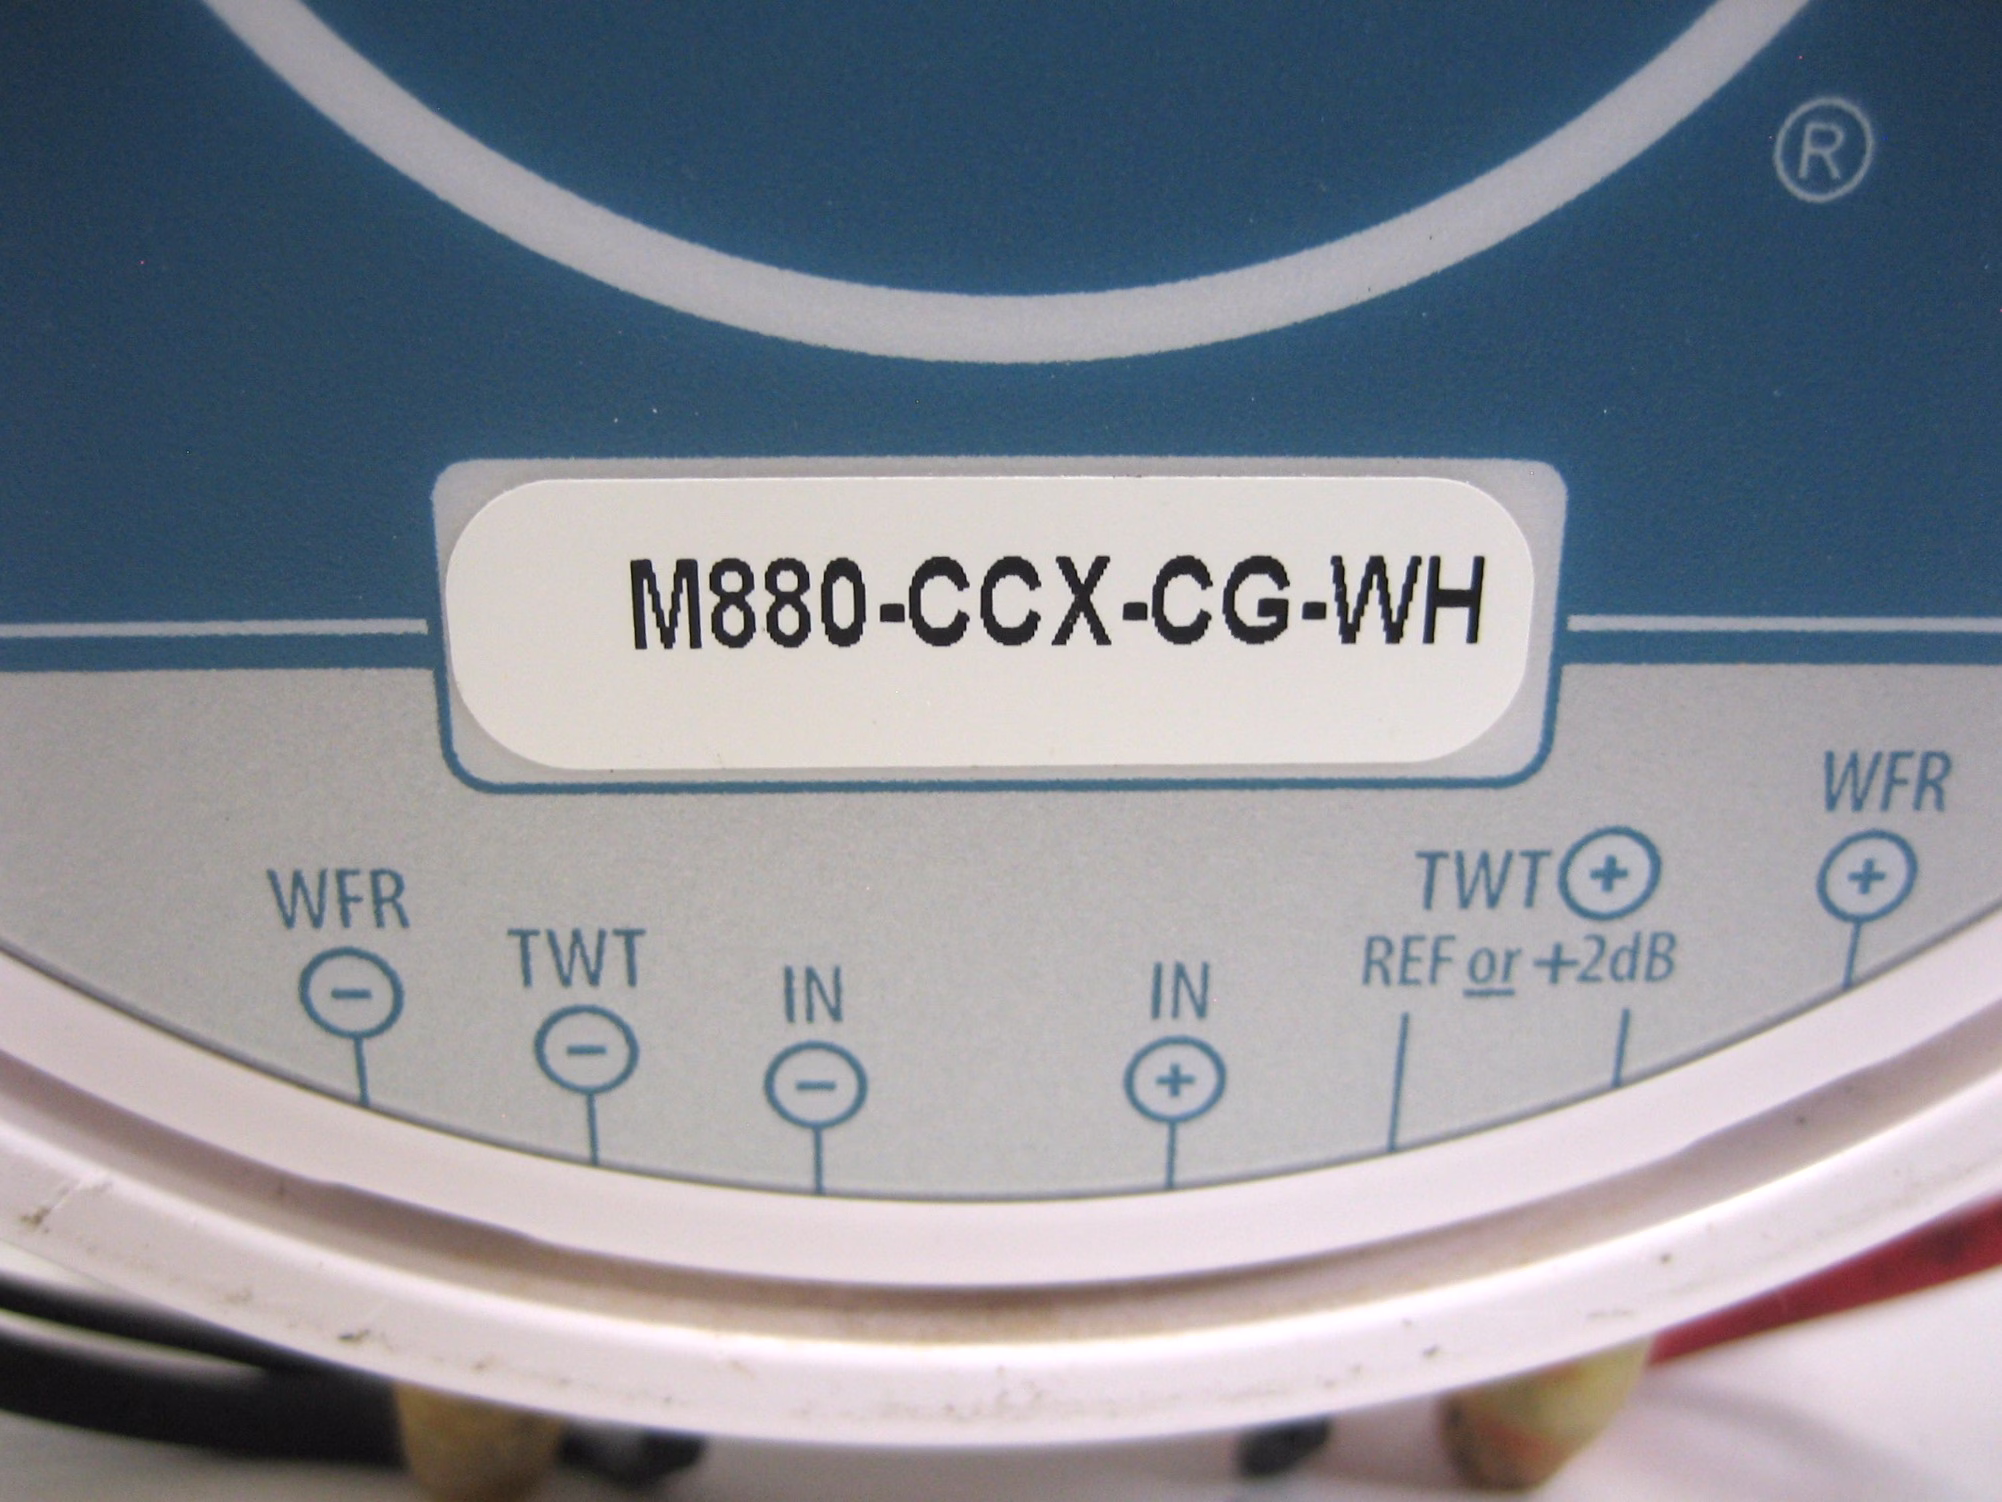 ®
M880-CCX-CG-WH
WFR
WFR
TWT +
TWT
REF or +2dB
IN
IN
-
-
-
+
+